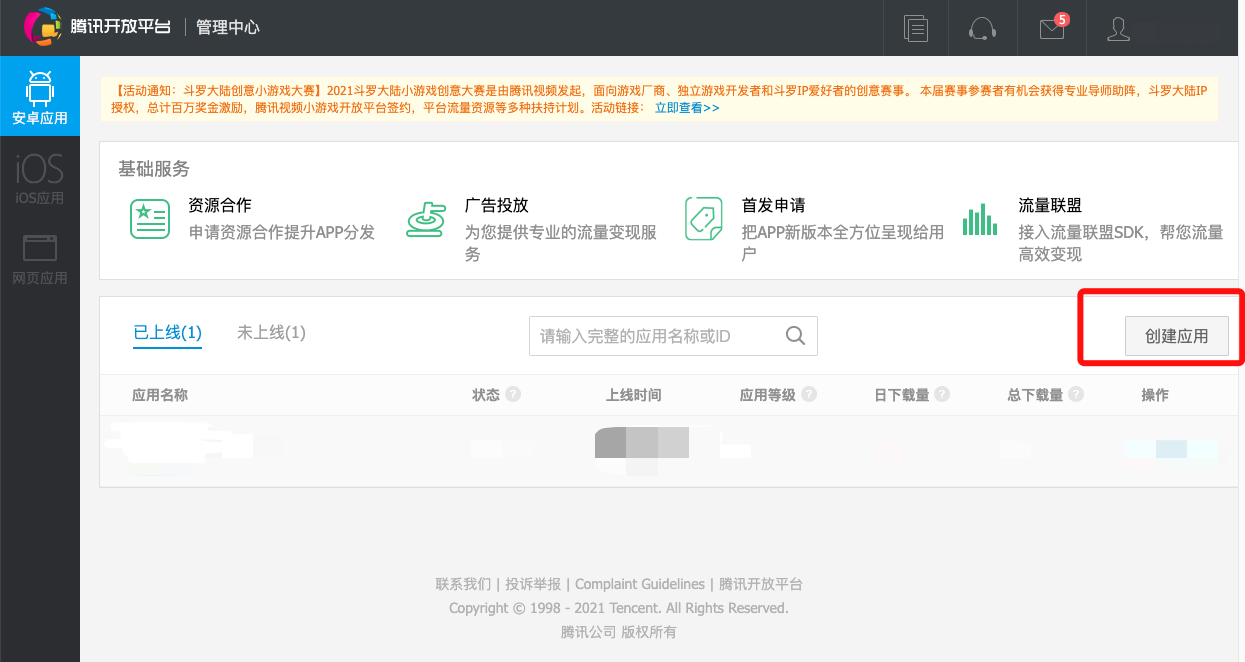 腾讯开放平台 | 管理中心
5
安卓应用
iOS
iOS应用
网页应用
【活动通知：斗罗大陆创意小游戏大赛】2021斗罗大陆小游戏创意大赛是由腾讯视频发起，面向游戏厂商、独立游戏开发者和斗罗IP爱好者的创意赛事。 本届赛事参赛者有机会获得专业导师助阵，斗罗大陆IP
授权，总计百万奖金激励，腾讯视频小游戏开放平台签约，平台流量资源等多种扶持计划。活动链接： 立即查看>>
基础服务
资源合作
申请资源合作提升APP分发
广告投放
为您提供专业的流量变现服
务
首发申请
把APP新版本全方位呈现给用
户
流量联盟
接入流量联盟SDK，帮您流量
高效变现
已上线(1) 未上线(1) 请输入完整的应用名称或ID 创建应用
应用名称 状态 ? 上线时间 应用等级 ? 日下载量 ? 总下载量 ? 操作
联系我们 | 投诉举报 | Complaint Guidelines | 腾讯开放平台
Copyright © 1998 - 2021 Tencent. All Rights Reserved.
腾讯公司 版权所有